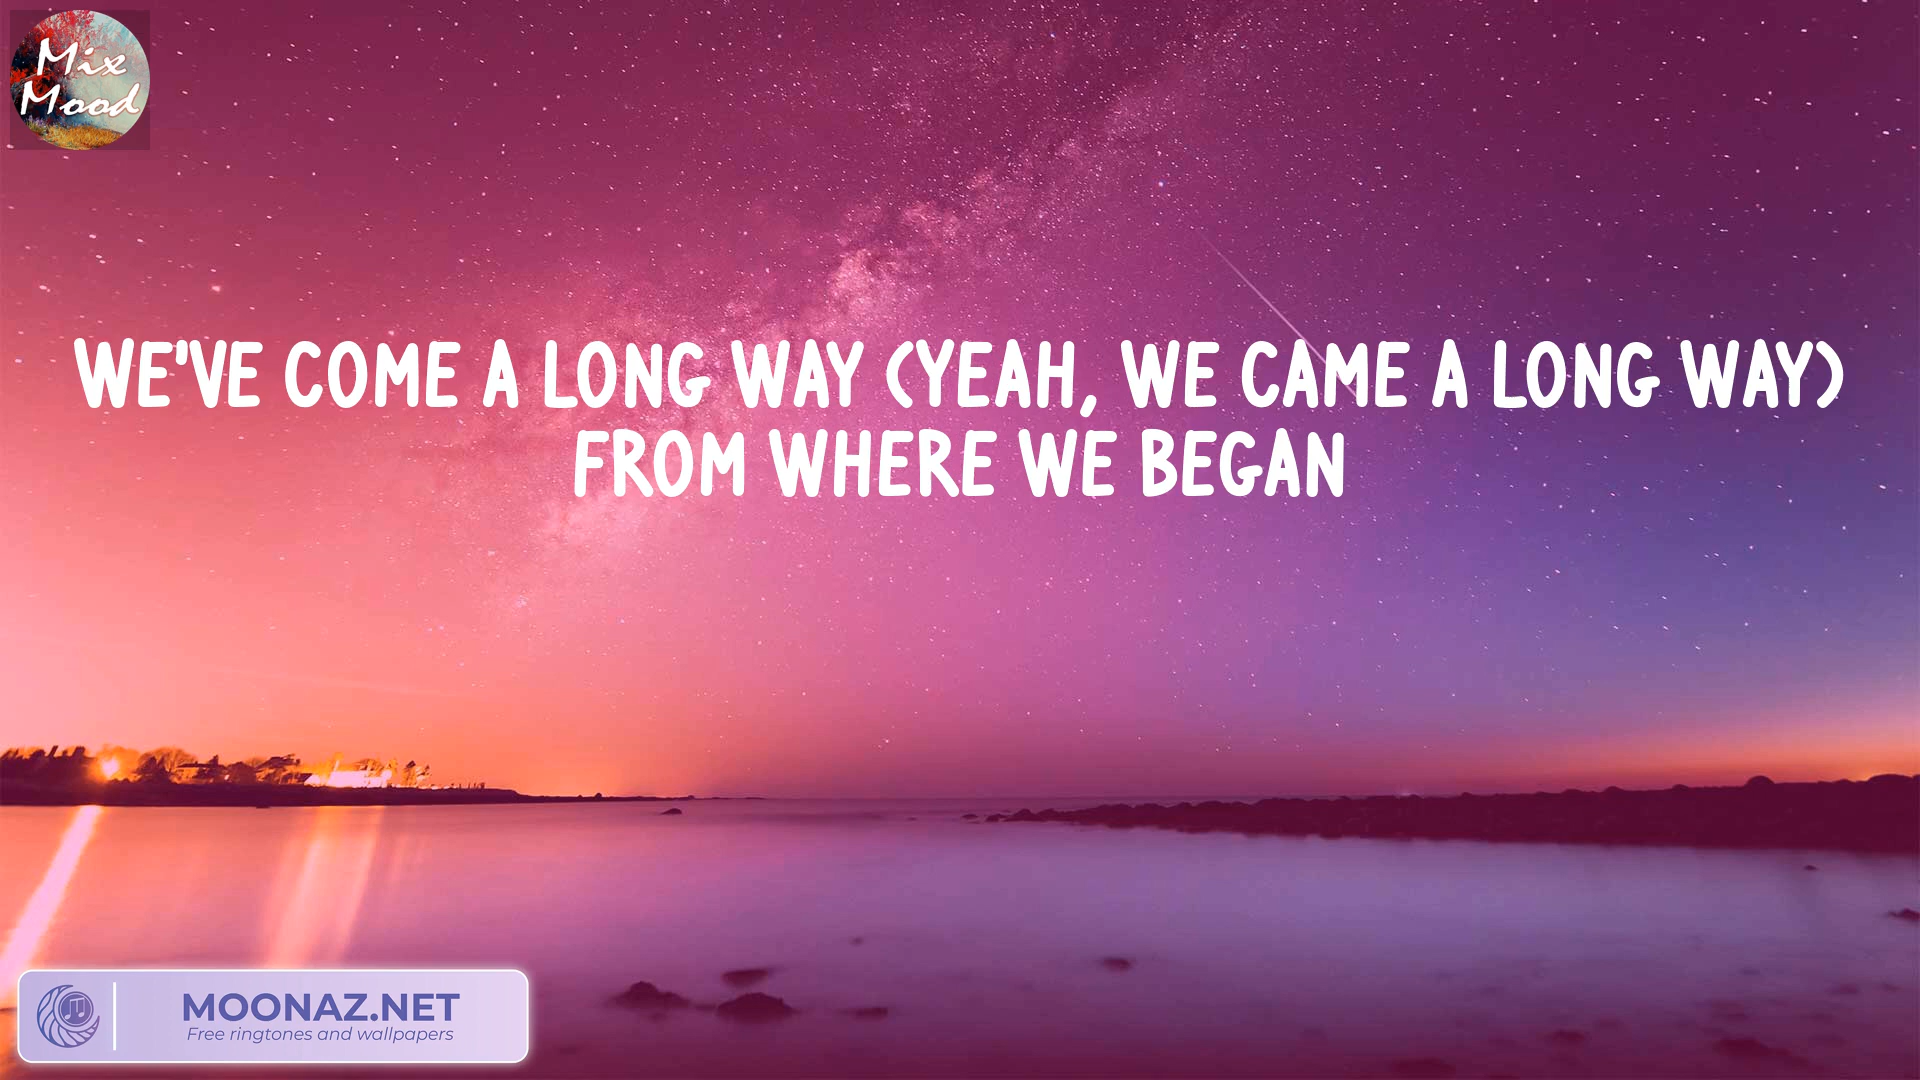 Mix
Mood
WE'VE COME A LONG WAY (YEAH, WE CAME A LONG WAY)
FROM WHERE WE BEGAN
MOONAZ.NET
Free ringtones and wallpapers